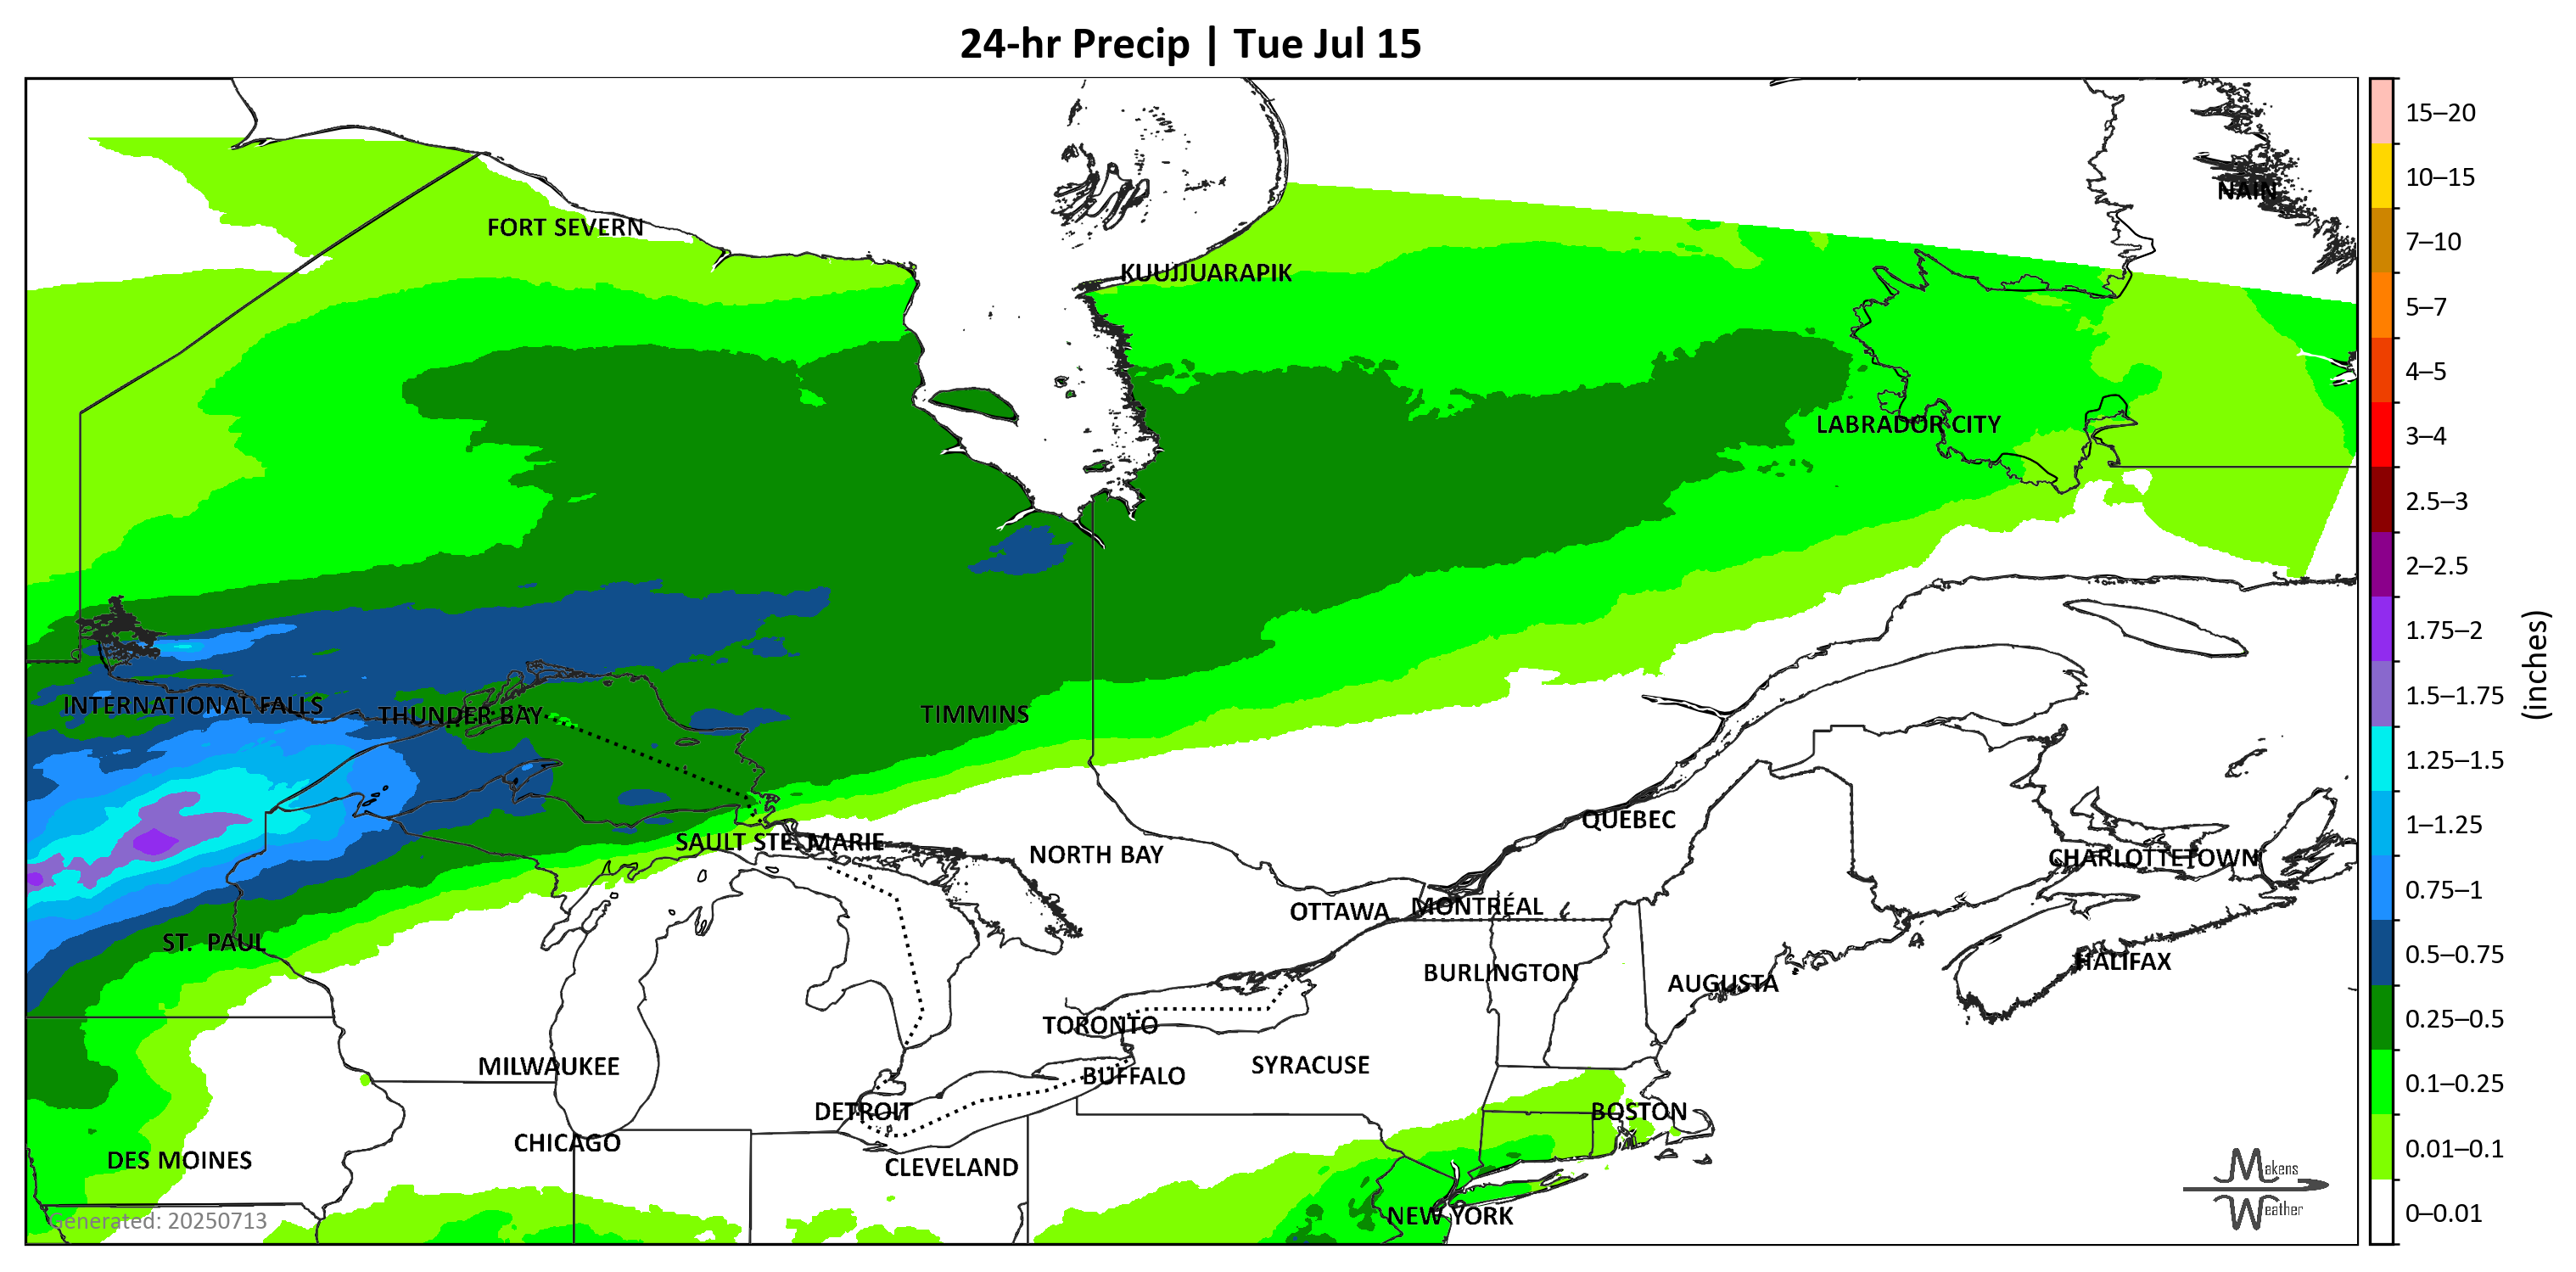 24-hr Precip | Tue Jul 15
FORT SEVERN
NAIN
KUUJJUARAPIK
LABRADOR CITY
INTERNATIONAL FALLS
THUNDER BAY
TIMMINS
SAULT STE. MARIE
NORTH BAY
QUEBEC
CHARLOTTETOWN
OTTAWA
MONTRÉAL
ST. PAUL
BURLINGTON
AUGUSTA
HALIFAX
TORONTO
MILWAUKEE
BUFFALO
SYRACUSE
DETROIT
BOSTON
CHICAGO
DES MOINES
CLEVELAND
NEW YORK
Generated: 20250713
Makens
Weather
15–20
10–15
7–10
5–7
4–5
3–4
2.5–3
2–2.5
1.75–2
1.5–1.75
1.25–1.5
1–1.25
0.75–1
0.5–0.75
0.25–0.5
0.1–0.25
0.01–0.1
0–0.01
(inches)